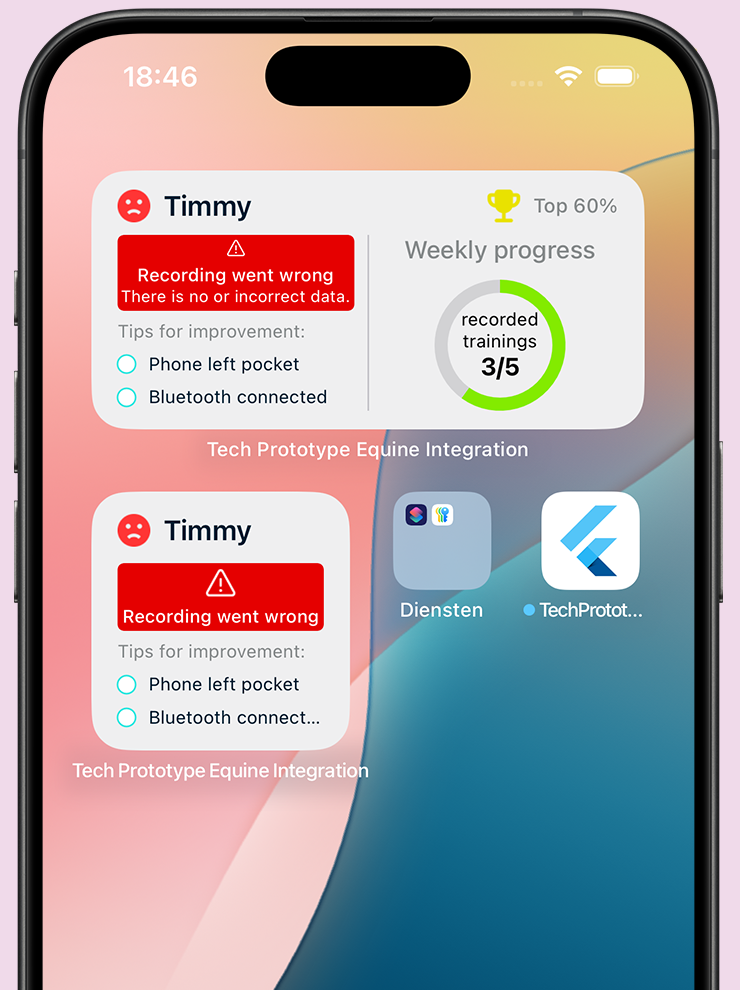 18:46
Timmy
Top 60%
Recording went wrong
There is no or incorrect data.
Tips for improvement:
Phone left pocket
Bluetooth connected
Weekly progress
recorded
trainings
3/5
Tech Prototype Equine Integration
Timmy
Recording went wrong
Tips for improvement:
Phone left pocket
Bluetooth connect...
Tech Prototype Equine Integration
Diensten
TechProtot...